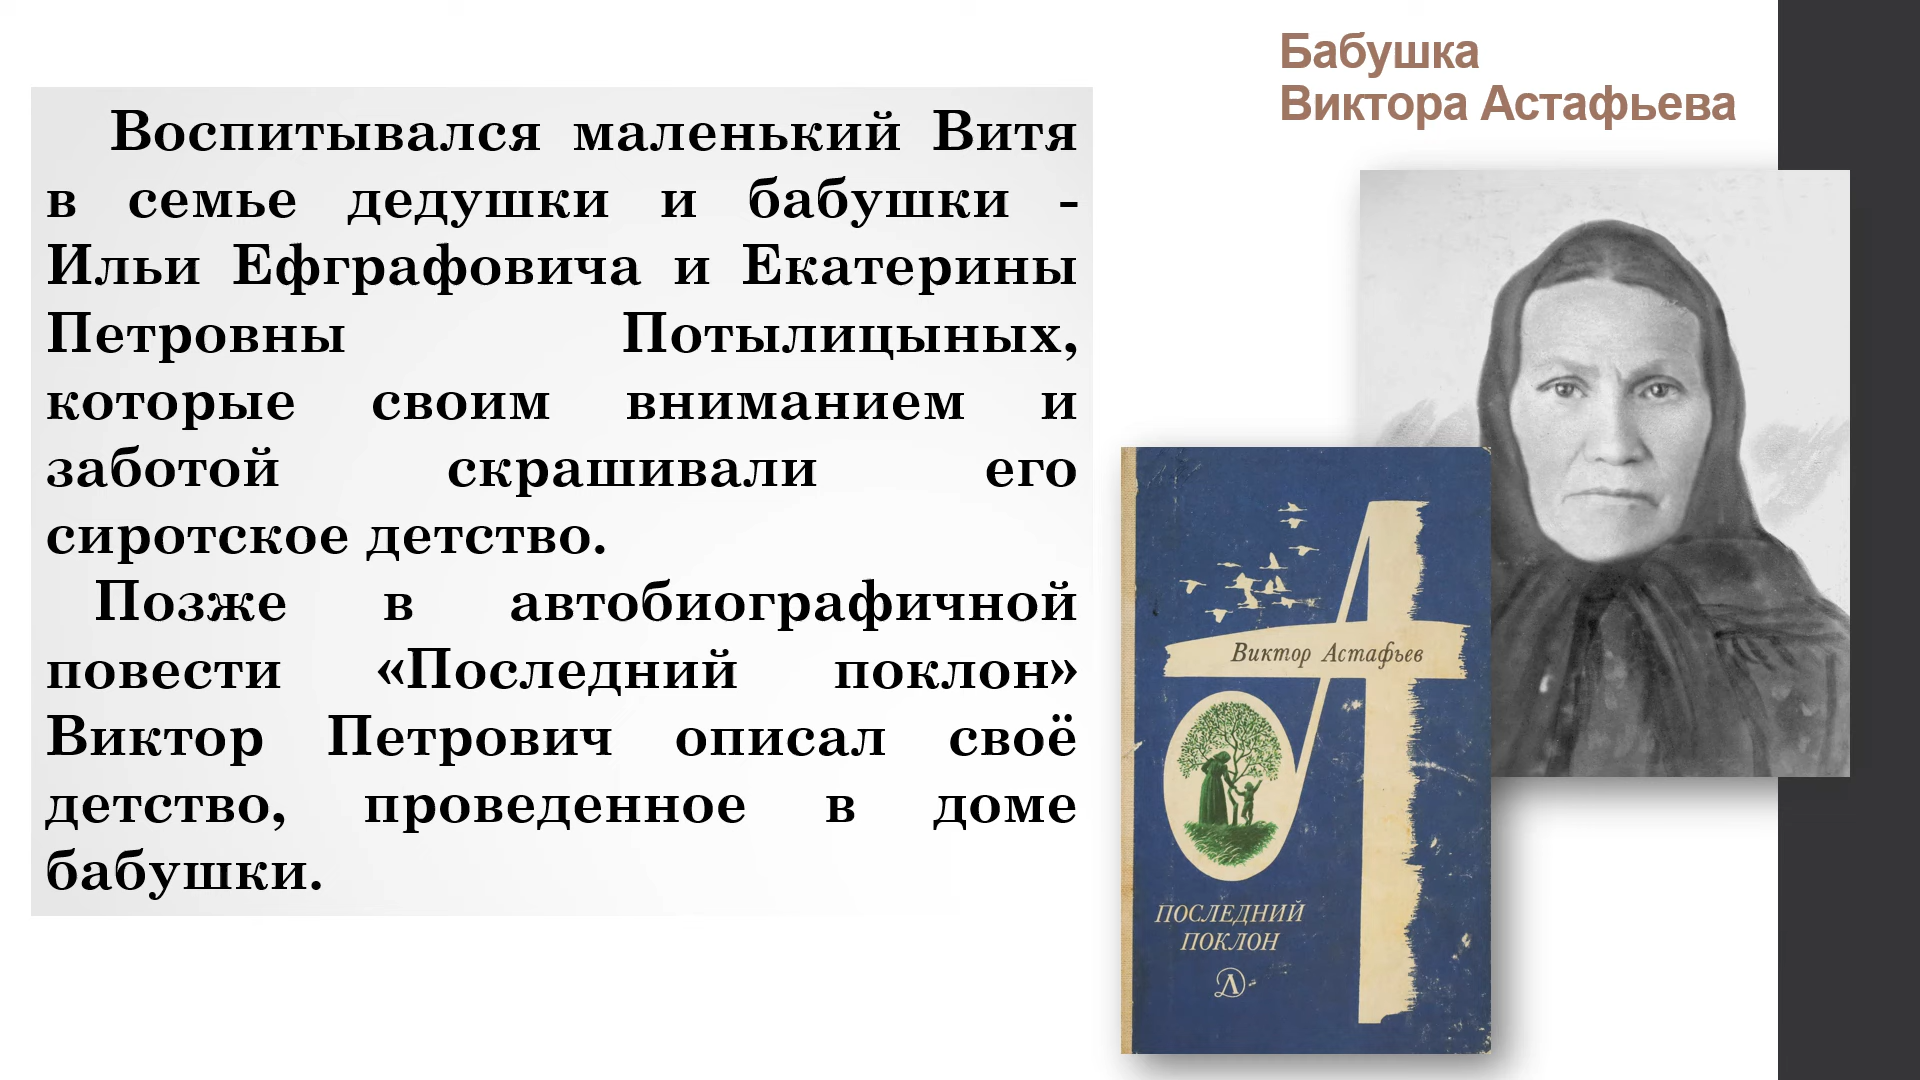 Бабушка
Виктора Астафьева
Воспитывался маленький Витя
в семье дедушки и бабушки -
Ильи Ефграфовича и Екатерины
Петровны Потылицыных,
которые своим вниманием и
заботой скрашивали его
сиротское детство.
Позже в автобиографичной
повести «Последний поклон»
Виктор Петрович описал своё
детство, проведенное в доме
бабушки.
Виктор Астафьев
ПОСЛЕДНИЙ
ПОКЛОН